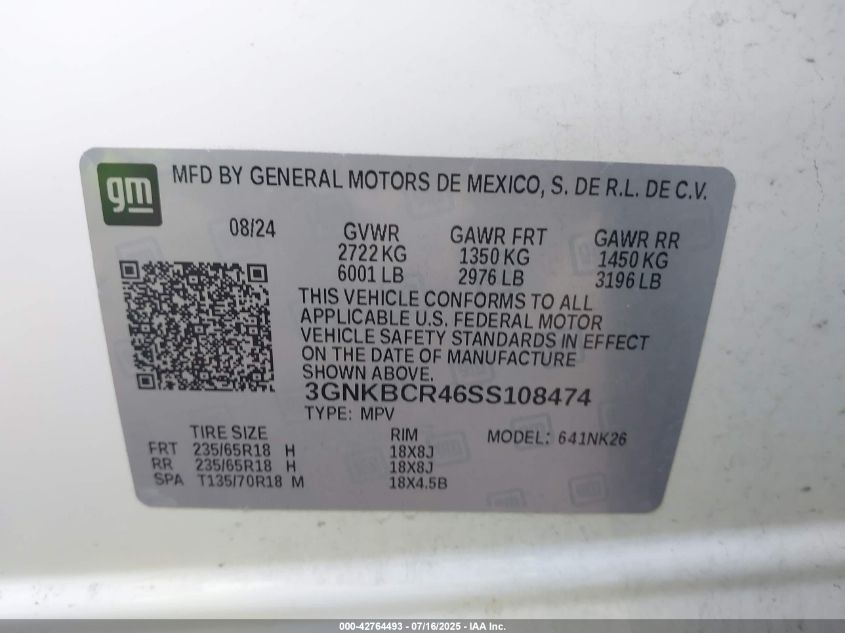 gm
MFD BY GENERAL MOTORS DE MEXICO, S. DE R.L. DE C.V.
08/24 GVWR GAWR FRT GAWR RR
2722 KG 1350 KG 1450 KG
6001 LB 2976 LB 3196 LB
THIS VEHICLE CONFORMS TO ALL
APPLICABLE U.S. FEDERAL MOTOR
VEHICLE SAFETY STANDARDS IN EFFECT
ON THE DATE OF MANUFACTURE
SHOWN ABOVE.
3GNKBCR46SS108474
TYPE: MPV
TIRE SIZE RIM MODEL: 641NK26
FRT 235/65R18 H 18X8J
RR 235/65R18 H 18X8J
SPA T135/70R18 M 18X4.5B
000-42764493 - 07/16/2025 - IAA Inc.